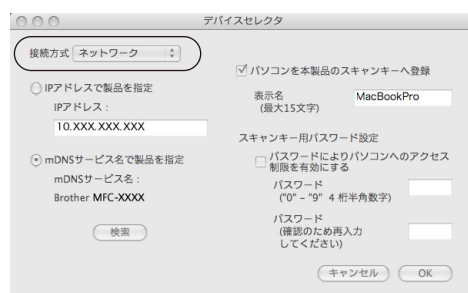 デバイスセレクタ
接続方式 ネットワーク
IPアドレスで製品を指定
IPアドレス：
10.XXX.XXX.XXX
mDNSサービス名で製品を指定
mDNSサービス名：
Brother MFC-XXXX
検索
パソコンを本製品のスキャンキーへ登録
表示名
(最大15文字)
MacBookPro
スキャンキー用パスワード設定
パスワードによりパソコンへのアクセス
制限を有効にする
パスワード
("0" – "9" 4 桁半角数字)
パスワード
(確認のため再入力
してください)
キャンセル
OK